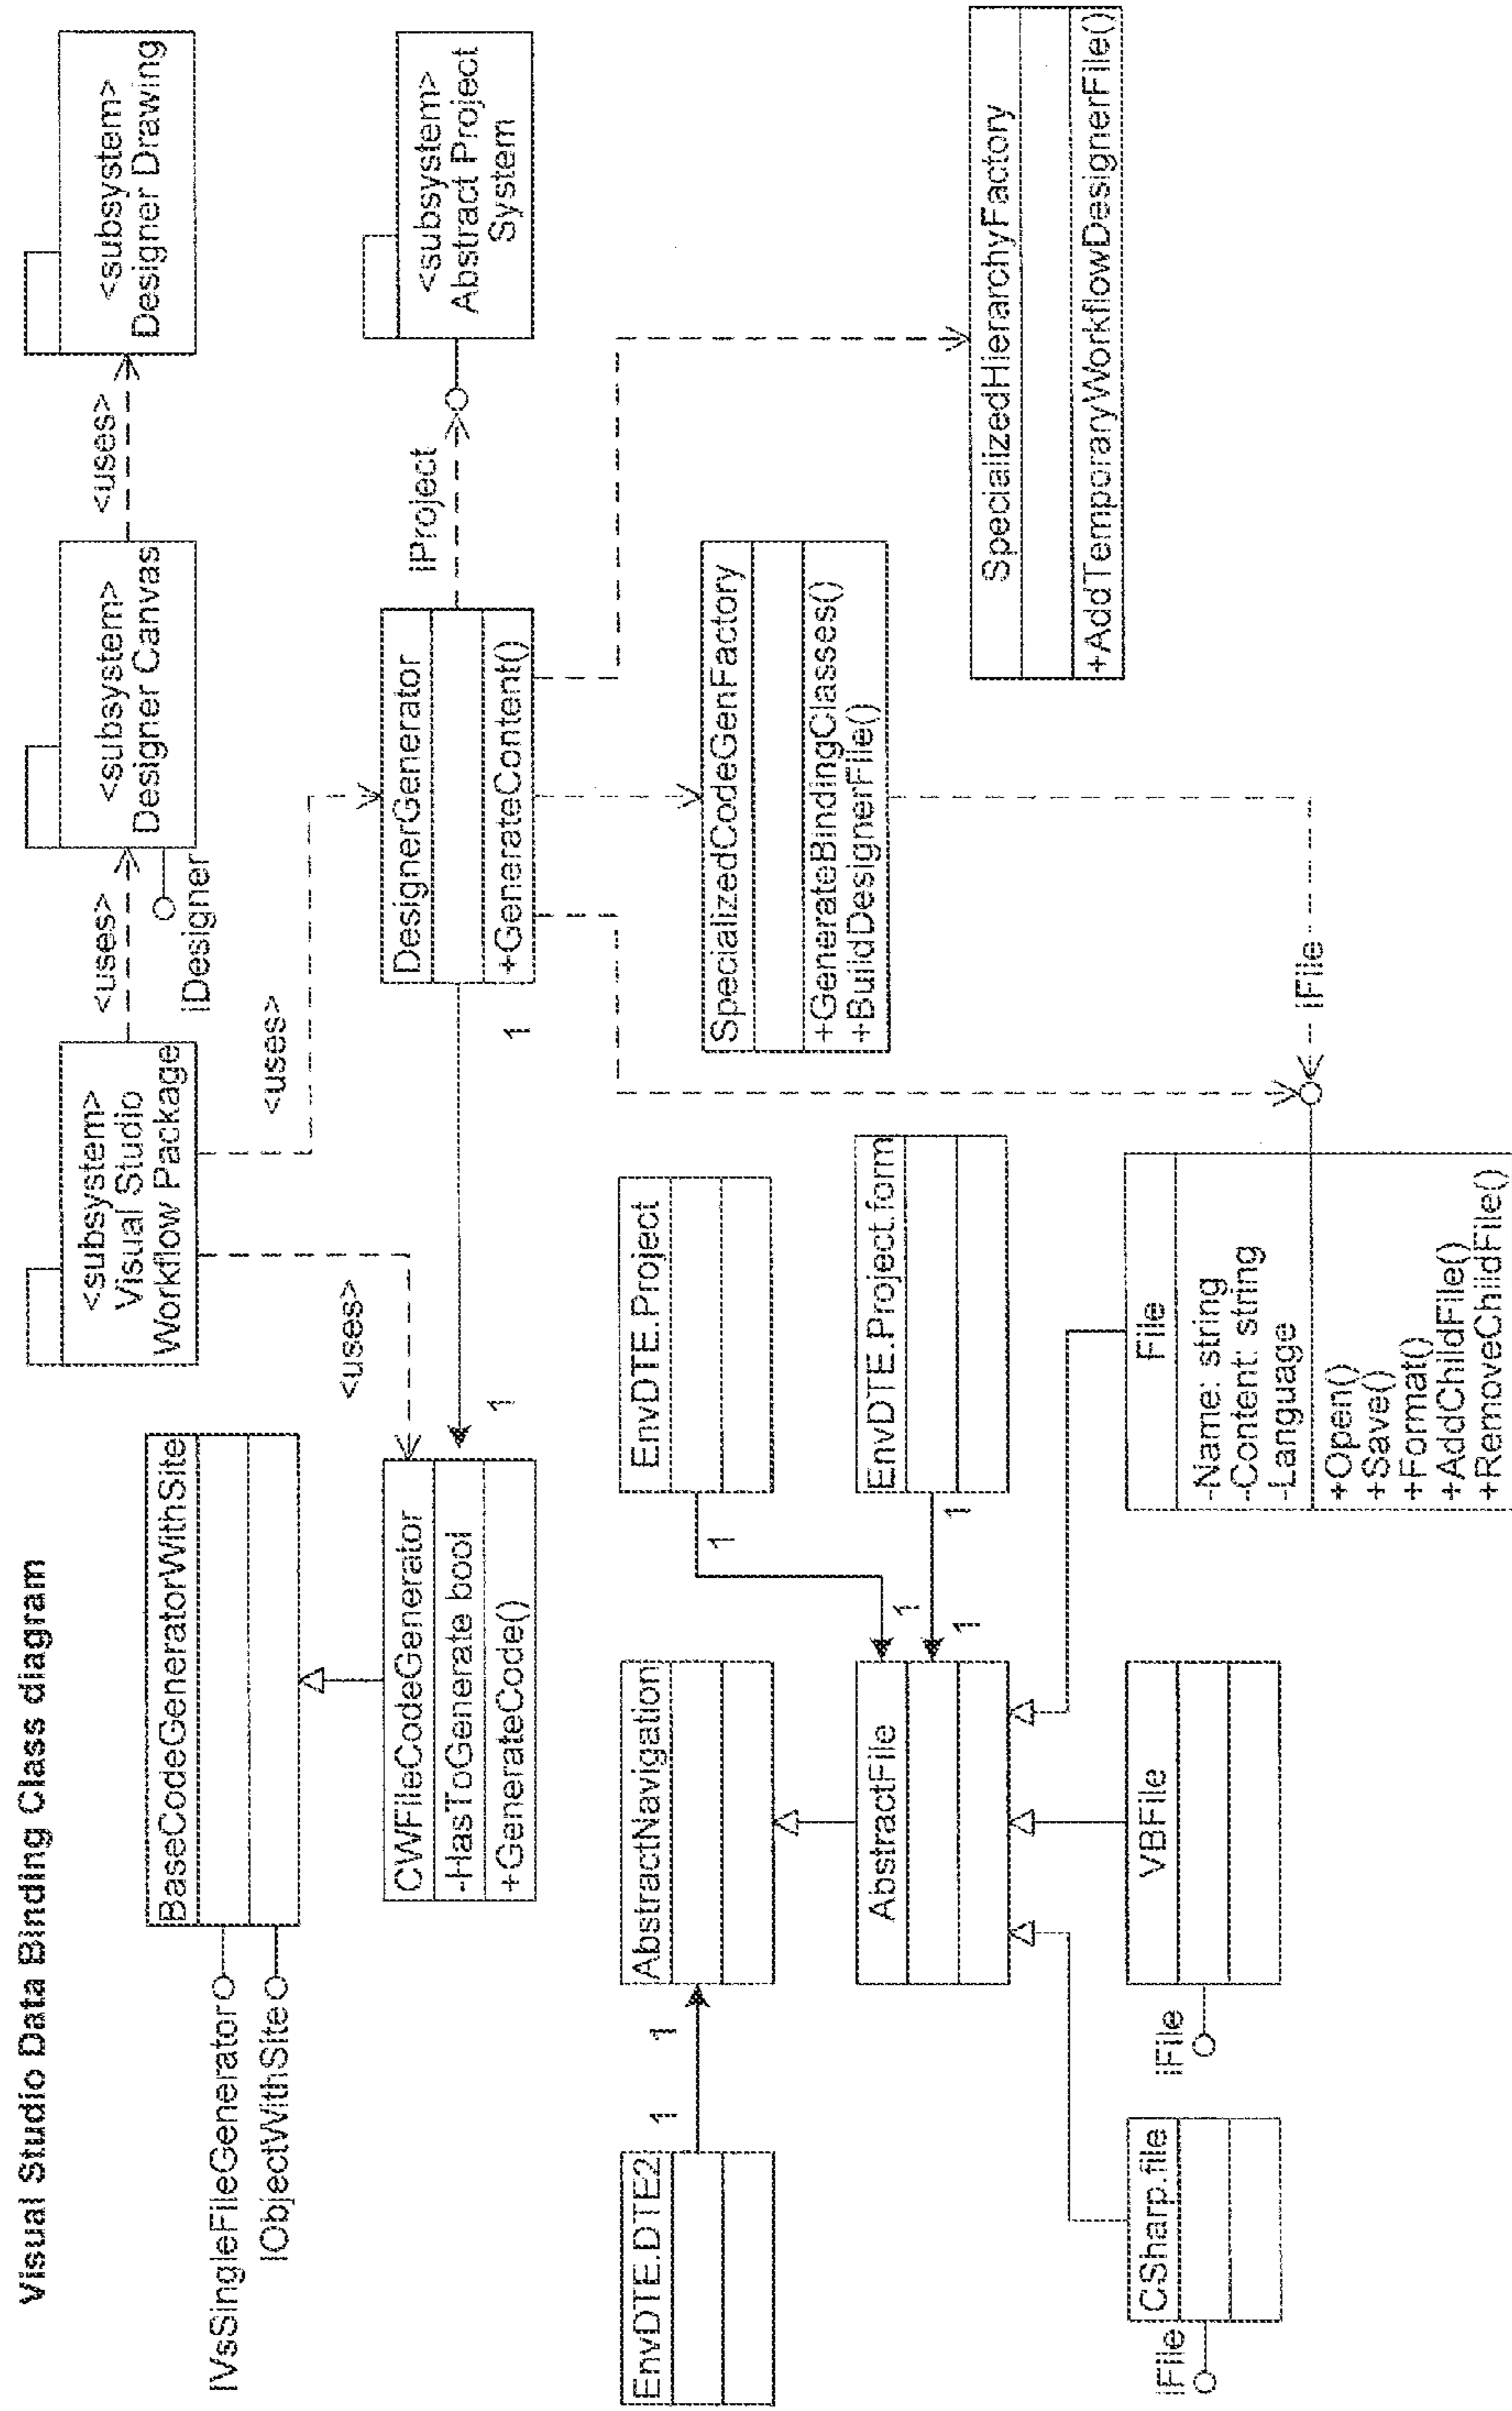 Visual Studio Data Binding Class diagram
IVsSingleFileGenerator
IObjectWithSite
BaseCodeGeneratorWithSite
<subsystem>
Visual Studio
Workflow Package
<uses>
<subsystem>
Designer Canvas
IDesigner
<uses>
<subsystem>
Designer Drawing
<uses>
<uses>
CWFileCodeGenerator
-HasToGenerate bool
+GenerateCode()
1
1
DesignerGenerator
+GenerateContent()
IProject
<subsystem>
Abstract Project
System
EnvDTE.DTE2
1
1
AbstractNavigation
EnvDTE.Project
1
1
SpecializedCodeGenFactory
+GenerateBindingClasses()
+BuildDesignerFile()
AbstractFile
EnvDTE.Project.form
1
1
SpecializedHierarchyFactory
+AddTemporaryWorkflowDesignerFile()
IFile
CSharp.file
IFile
VBFile
File
-Name: string
-Content: string
-Language
+Open()
+Save()
+Format()
+AddChildFile()
+RemoveChildFile()
IFile